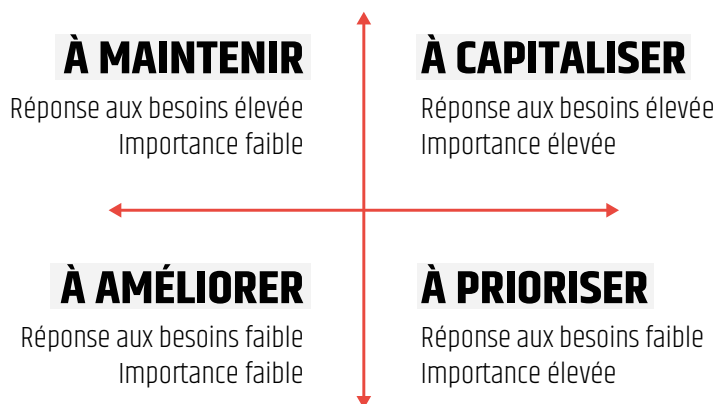 À MAINTENIR
Réponse aux besoins élevée
Importance faible
À CAPITALISER
Réponse aux besoins élevée
Importance élevée
À AMÉLIORER
Réponse aux besoins faible
Importance faible
À PRIORISER
Réponse aux besoins faible
Importance élevée